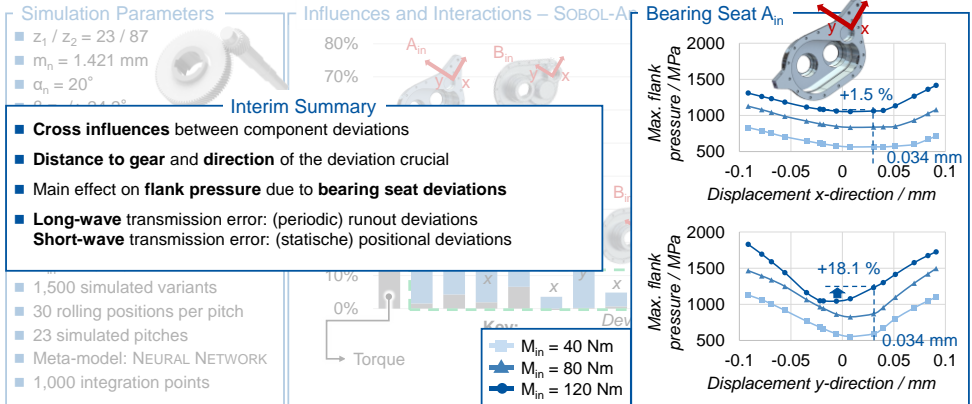 Simulation Parameters
z1 / z2 = 23 / 87
mn = 1.421 mm
αn = 20°
Influences and Interactions – SOBOL-A
80%
70%
Ain
Bin
y
x
y
x
Interim Summary
Cross influences between component deviations
Distance to gear and direction of the deviation crucial
Main effect on flank pressure due to bearing seat deviations
Long-wave transmission error: (periodic) runout deviations
Short-wave transmission error: (statische) positional deviations
1,500 simulated variants
30 rolling positions per pitch
23 simulated pitches
Meta-model: NEURAL NETWORK
1,000 integration points
Bin
10%
0%
x
x
y
x
Dev
Key:
Torque
Min = 40 Nm
Min = 80 Nm
Min = 120 Nm
Bearing Seat Ain
y
x
Max. flank
pressure / MPa
2000
1500
1000
500
+1.5 %
0.034 mm
-0.1 -0.05 0 0.05 0.1
Displacement x-direction / mm
Max. flank
pressure / MPa
2000
1500
1000
500
+18.1 %
0.034 mm
-0.1 -0.05 0 0.05 0.1
Displacement y-direction / mm